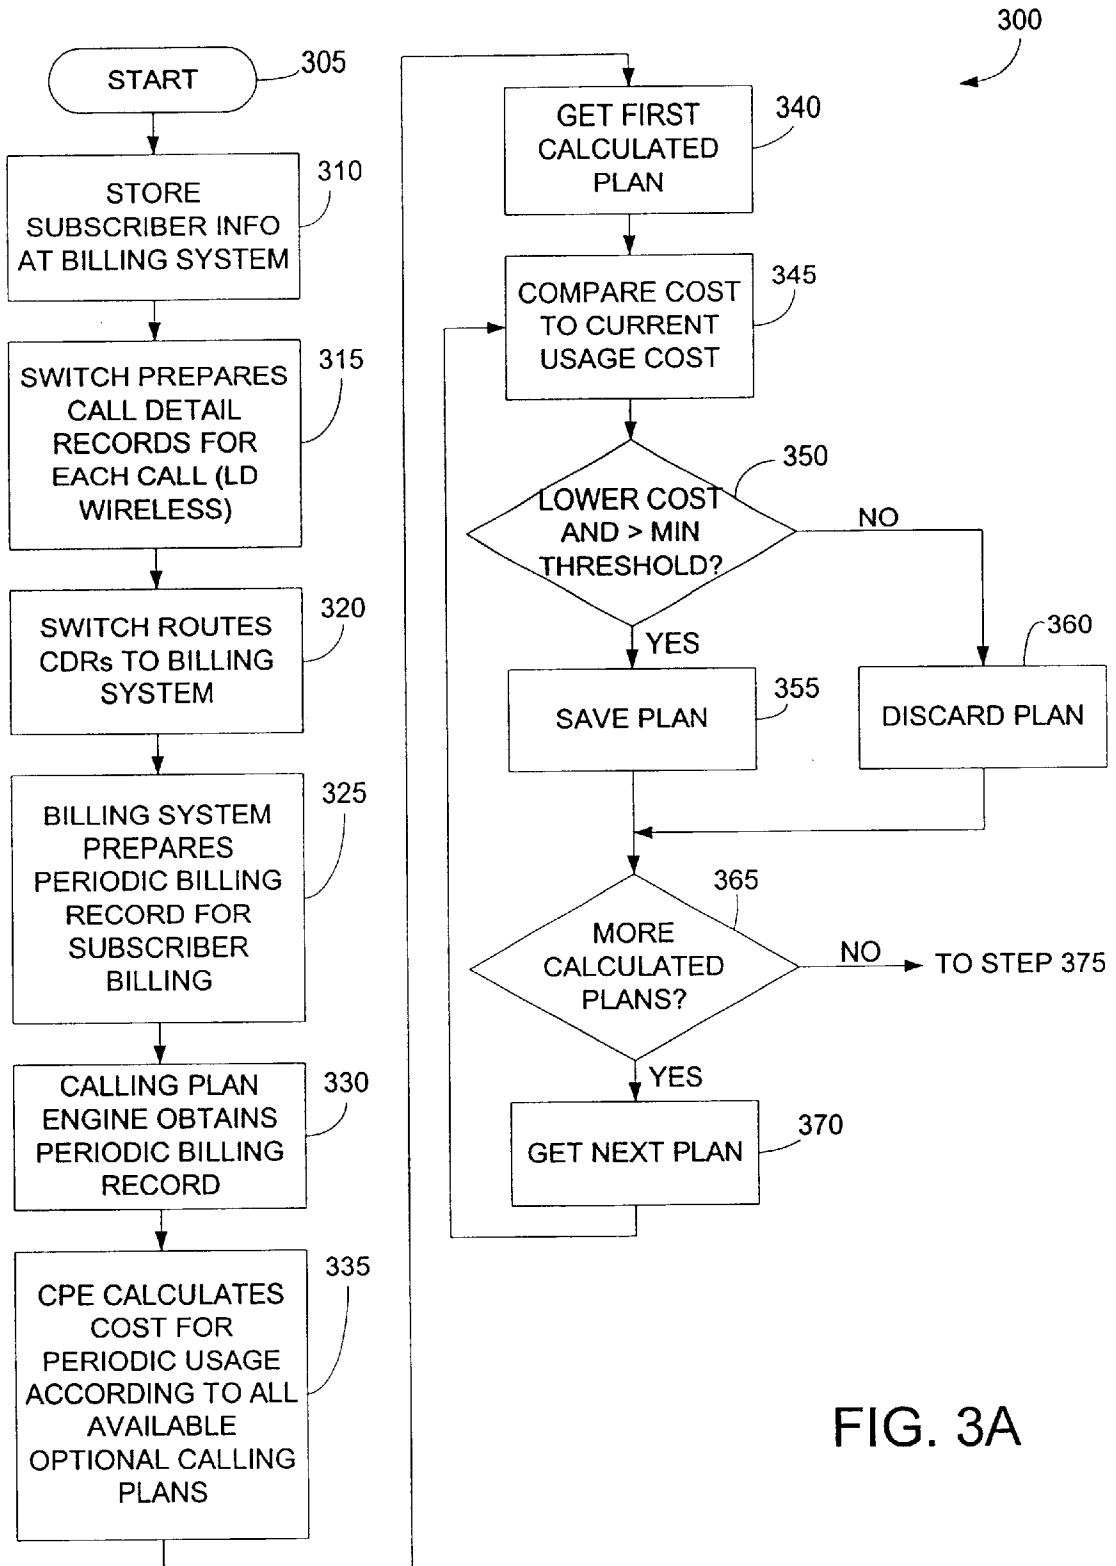 300
START
305
STORE
SUBSCRIBER INFO
AT BILLING SYSTEM
310
SWITCH PREPARES
CALL DETAIL
RECORDS FOR
EACH CALL (LD
WIRELESS)
315
SWITCH ROUTES
CDRs TO BILLING
SYSTEM
320
BILLING SYSTEM
PREPARES
PERIODIC BILLING
RECORD FOR
SUBSCRIBER
BILLING
325
CALLING PLAN
ENGINE OBTAINS
PERIODIC BILLING
RECORD
330
CPE CALCULATES
COST FOR
PERIODIC USAGE
ACCORDING TO ALL
AVAILABLE
OPTIONAL CALLING
PLANS
335
GET FIRST
CALCULATED
PLAN
340
COMPARE COST
TO CURRENT
USAGE COST
345
LOWER COST
AND > MIN
THRESHOLD?
350
NO
YES
SAVE PLAN
355
DISCARD PLAN
360
MORE
CALCULATED
PLANS?
365
NO
TO STEP 375
YES
GET NEXT PLAN
370
FIG. 3A